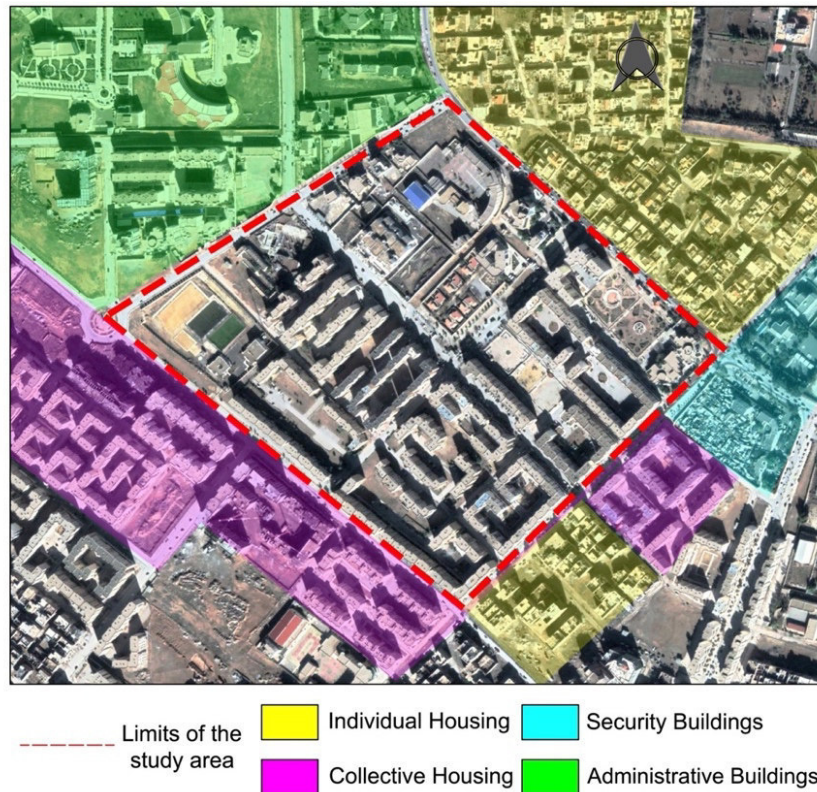 Limits of the
study area
Individual Housing
Security Buildings
Collective Housing
Administrative Buildings